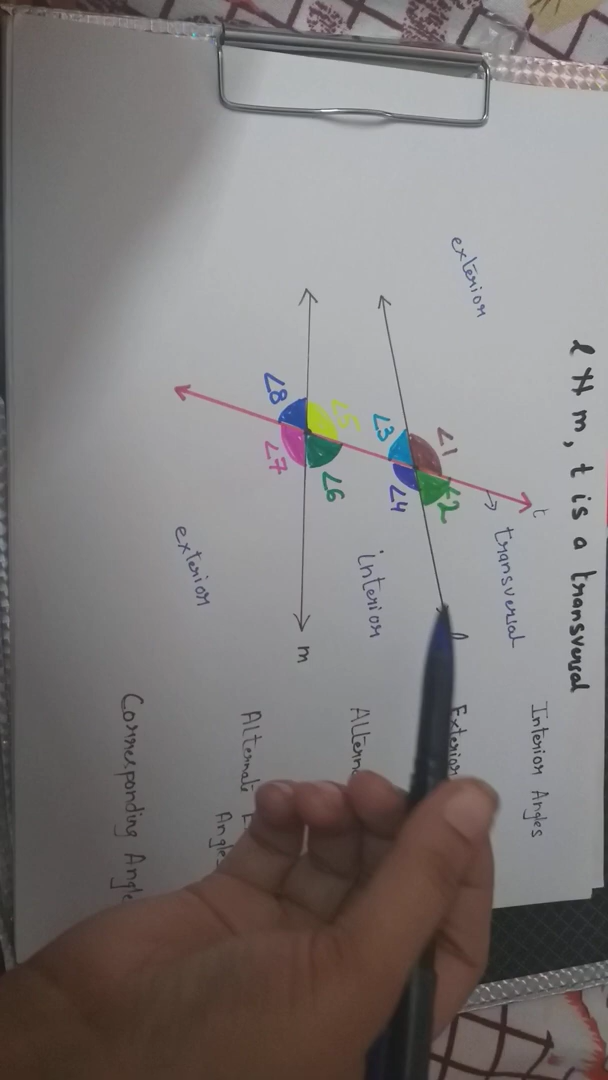 l ∦ m, t is a transversal
t
transversal
exterior
∠1
∠2
∠3
∠4
l
interior
∠5
∠6
∠8
∠7
m
exterior
Interior Angles
Exterior
Alternate
Angle
Corresponding Angle